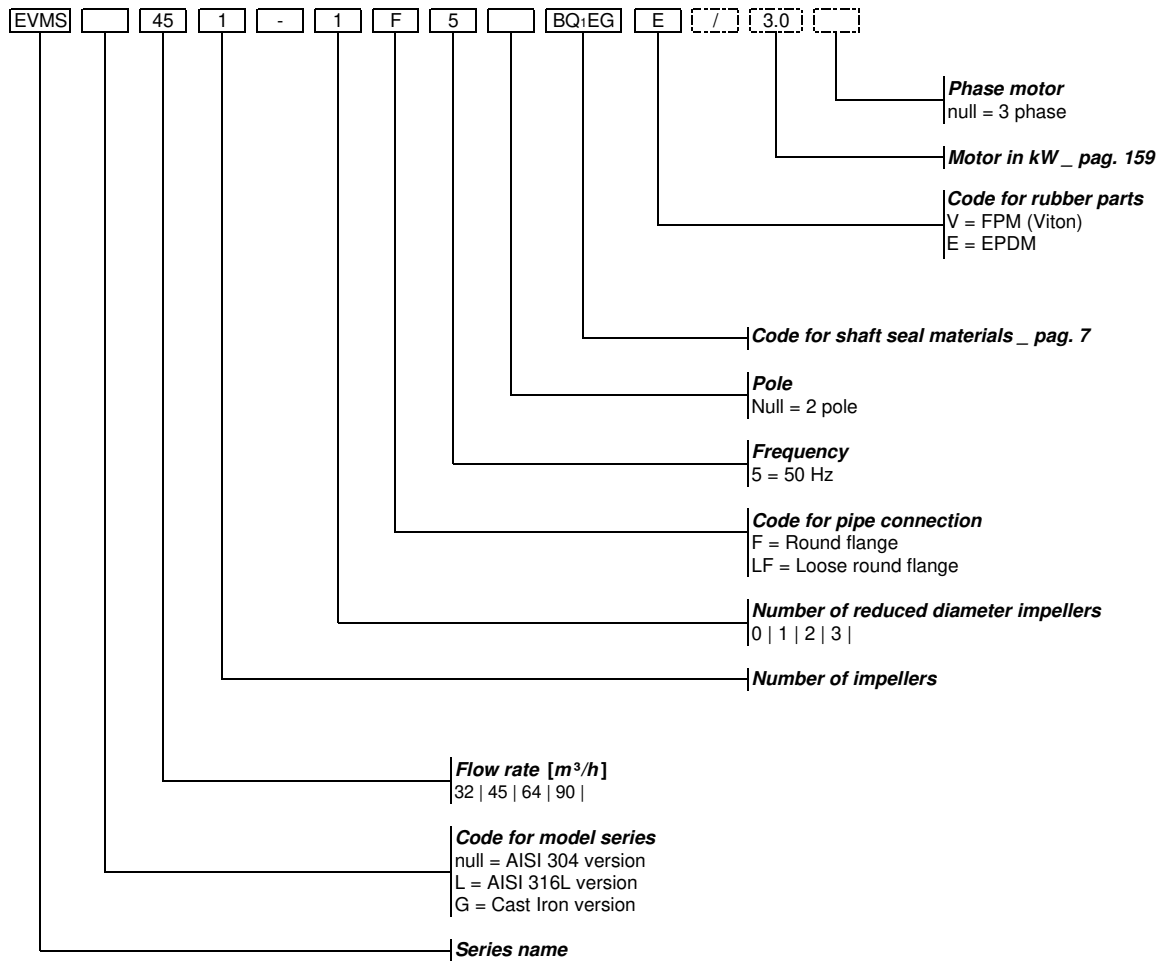 EVMS 45 1 - 1 F 5 BQ1EG E / 3.0
Phase motor
null = 3 phase
Motor in kW _ pag. 159
Code for rubber parts
V = FPM (Viton)
E = EPDM
Code for shaft seal materials _ pag. 7
Pole
Null = 2 pole
Frequency
5 = 50 Hz
Code for pipe connection
F = Round flange
LF = Loose round flange
Number of reduced diameter impellers
0 | 1 | 2 | 3 |
Number of impellers
Flow rate [m³/h]
32 | 45 | 64 | 90 |
Code for model series
null = AISI 304 version
L = AISI 316L version
G = Cast Iron version
Series name